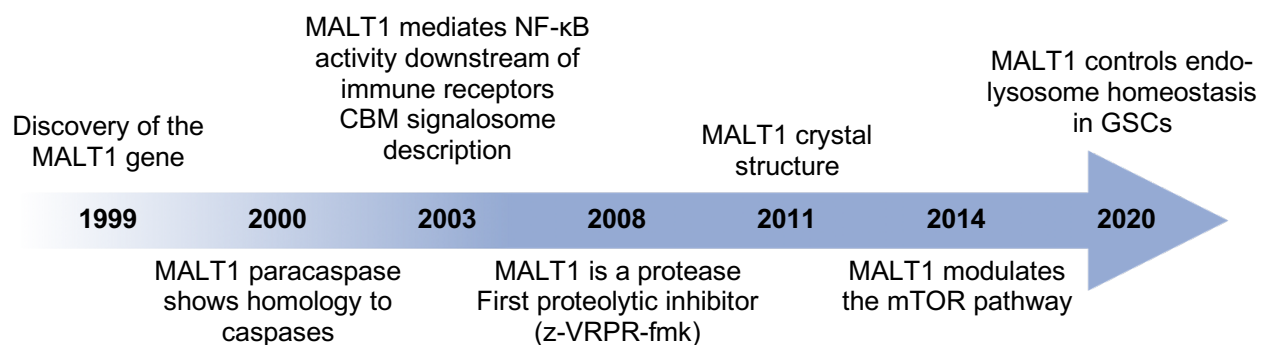 MALT1 mediates NF-κB
activity downstream of
immune receptors
CBM signalosome
description
MALT1 controls endo-
lysosome homeostasis
in GSCs
Discovery of the
MALT1 gene
MALT1 crystal
structure
1999 2000 2003 2008 2011 2014 2020
MALT1 paracaspase
shows homology to
caspases
MALT1 is a protease
First proteolytic inhibitor
(z-VRPR-fmk)
MALT1 modulates
the mTOR pathway